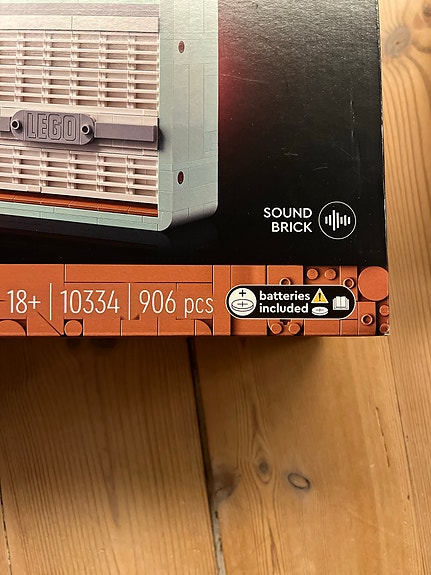 LEGO
SOUND
BRICK
18+ | 10334 | 906 pcs
batteries
included